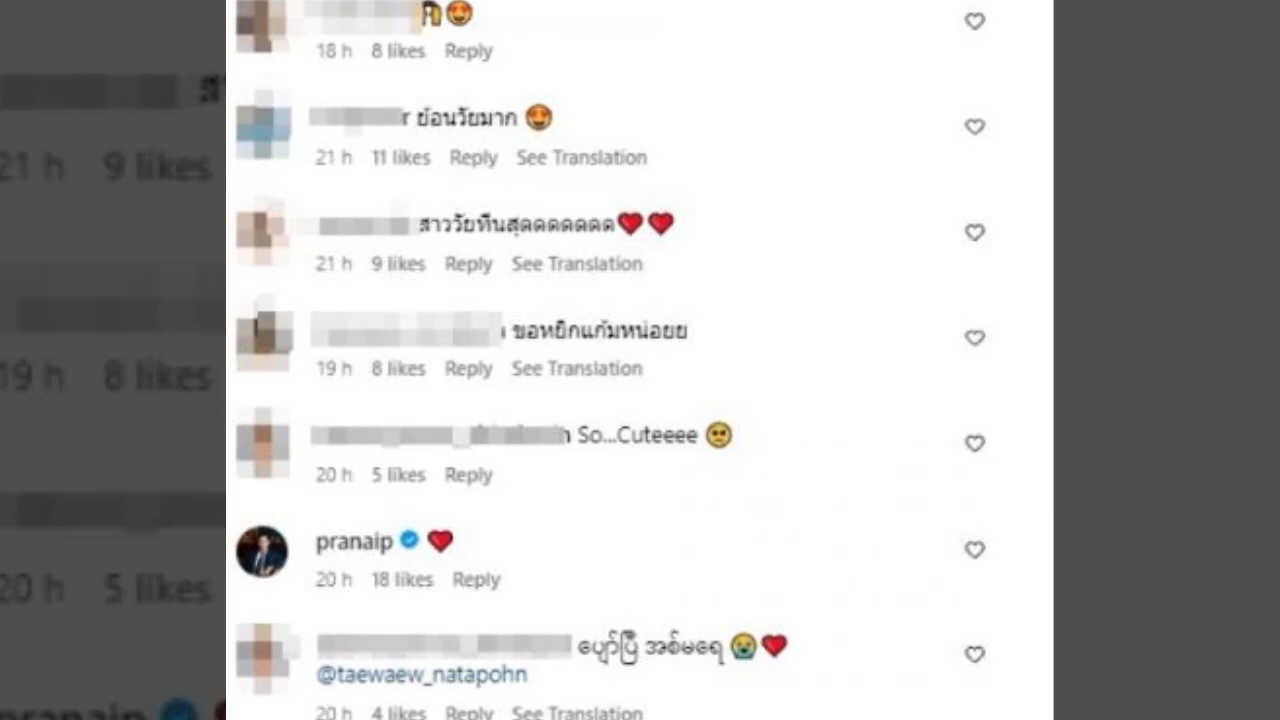 18 h 8 likes Reply
ย้อนวัยมาก 😍
21 h 11 likes Reply See Translation
สาววัยทีนสุดดดดดดดด❤️❤️
21 h 9 likes Reply See Translation
ขอหยิกแก้มหน่อยย
19 h 8 likes Reply See Translation
So...Cuteeee 🥺
20 h 5 likes Reply
pranaip ❤️
20 h 18 likes Reply
ပျော်ပြီ အစ်မရေ 😭❤️
@taewaew_natapohn
20 h 4 likes Reply See Translation
21 h 9 likes
19 h 8 likes
20 h 5 likes
pranaip